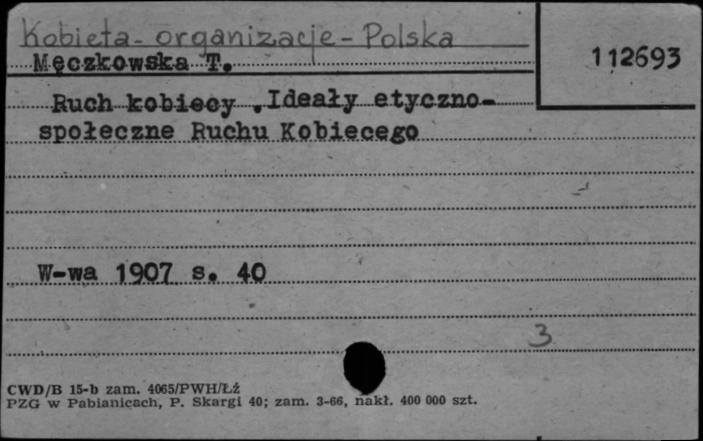 Kobieta - organizacje - Polska
Męczkowska T.
112693
Ruch kobiecy . Ideały etyczno-
społeczne Ruchu Kobiecego
W-wa 1907 s. 40
3
CWD/B 15-b zam. 4065/PWH/Łź
PZG w Pabianicach, P. Skargi 40; zam. 3-66, nakł. 400 000 szt.